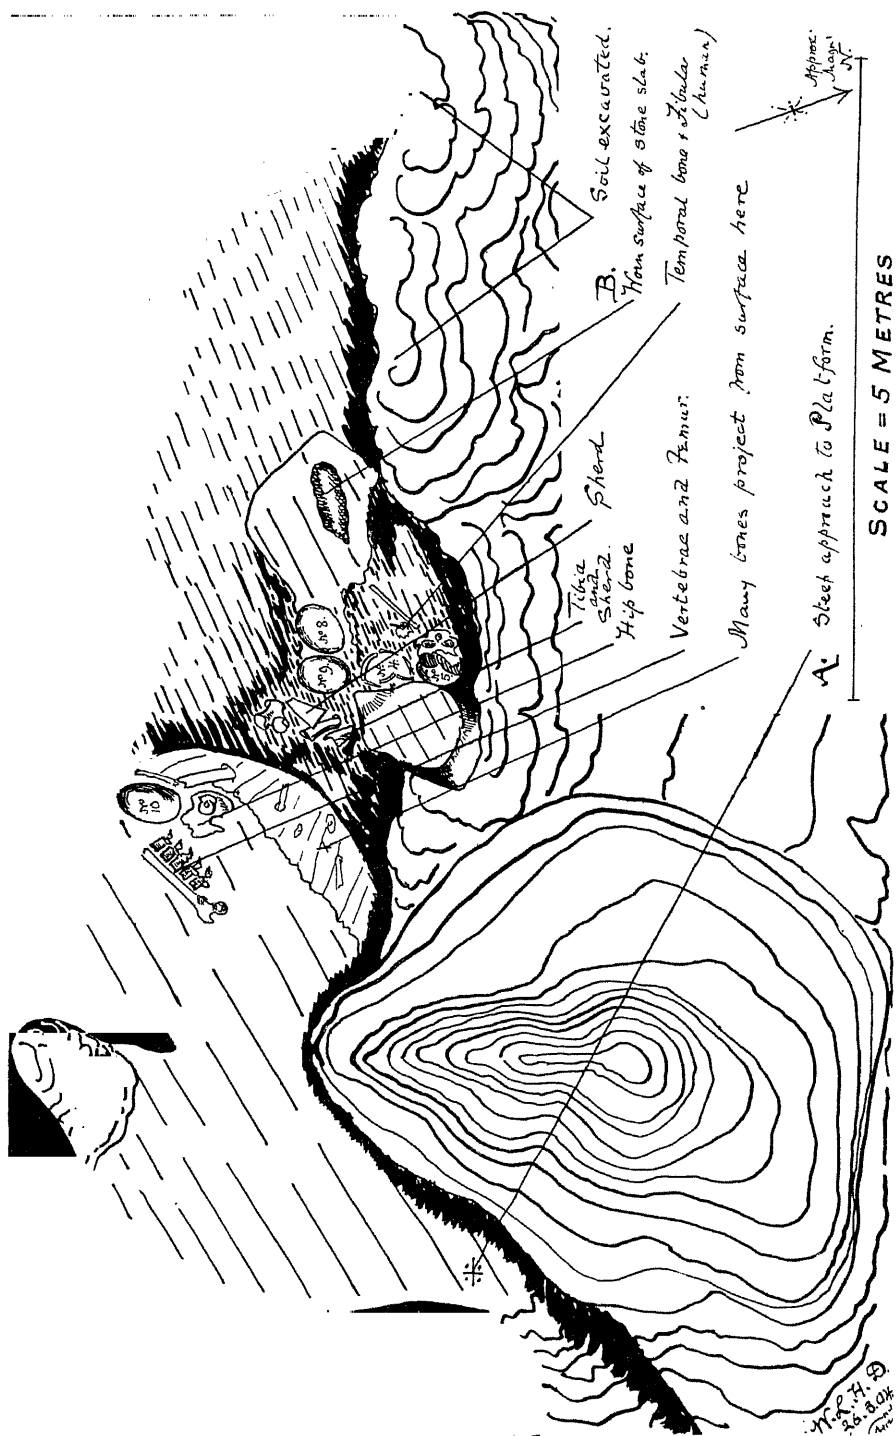 Soil excavated.
B.
Worn surface of stone slab.
Temporal bone & Fibula
(human)
Approx.
Magn.
N.
Sherd
Tibia
and
Sherd.
Hip bone
Vertebrae and Femur.
Many bones project from surface here
A.
Steep approach to Platform.
SCALE = 5 METRES
No 8.
No 9.
No 10
No
5
W.L.H.D.